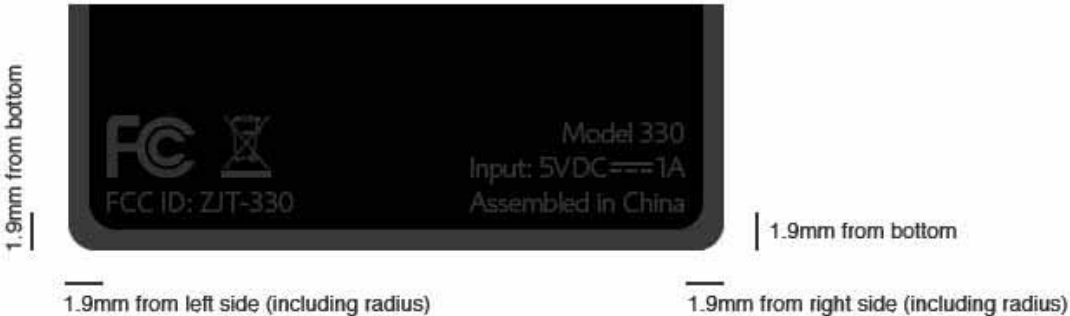 1.9mm from bottom
FC
Model 330
Input: 5VDC⎓1A
FCC ID: ZJT-330
Assembled in China
1.9mm from bottom
1.9mm from left side (including radius)
1.9mm from right side (including radius)